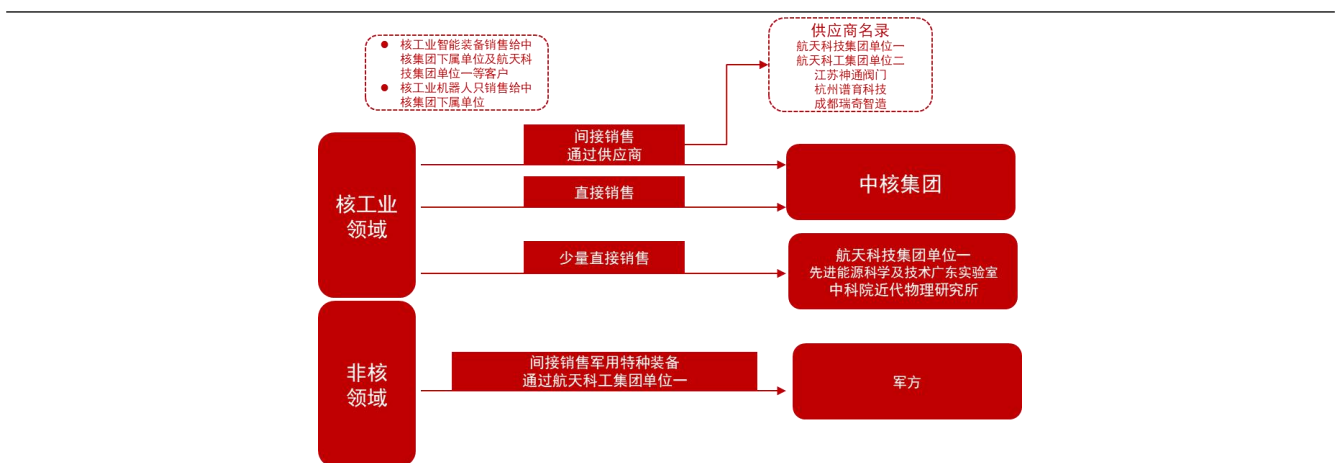 核工业智能装备销售给中
核集团下属单位及航天科
技集团单位一等客户
核工业机器人只销售给中
核集团下属单位
供应商名录
航天科技集团单位一
航天科工集团单位二
江苏神通阀门
杭州谱育科技
成都瑞奇智造
核工业
领域
间接销售
通过供应商
直接销售
中核集团
少量直接销售
航天科技集团单位一
先进能源科学及技术广东实验室
中科院近代物理研究所
非核
领域
间接销售军用特种装备
通过航天科工集团单位一
军方